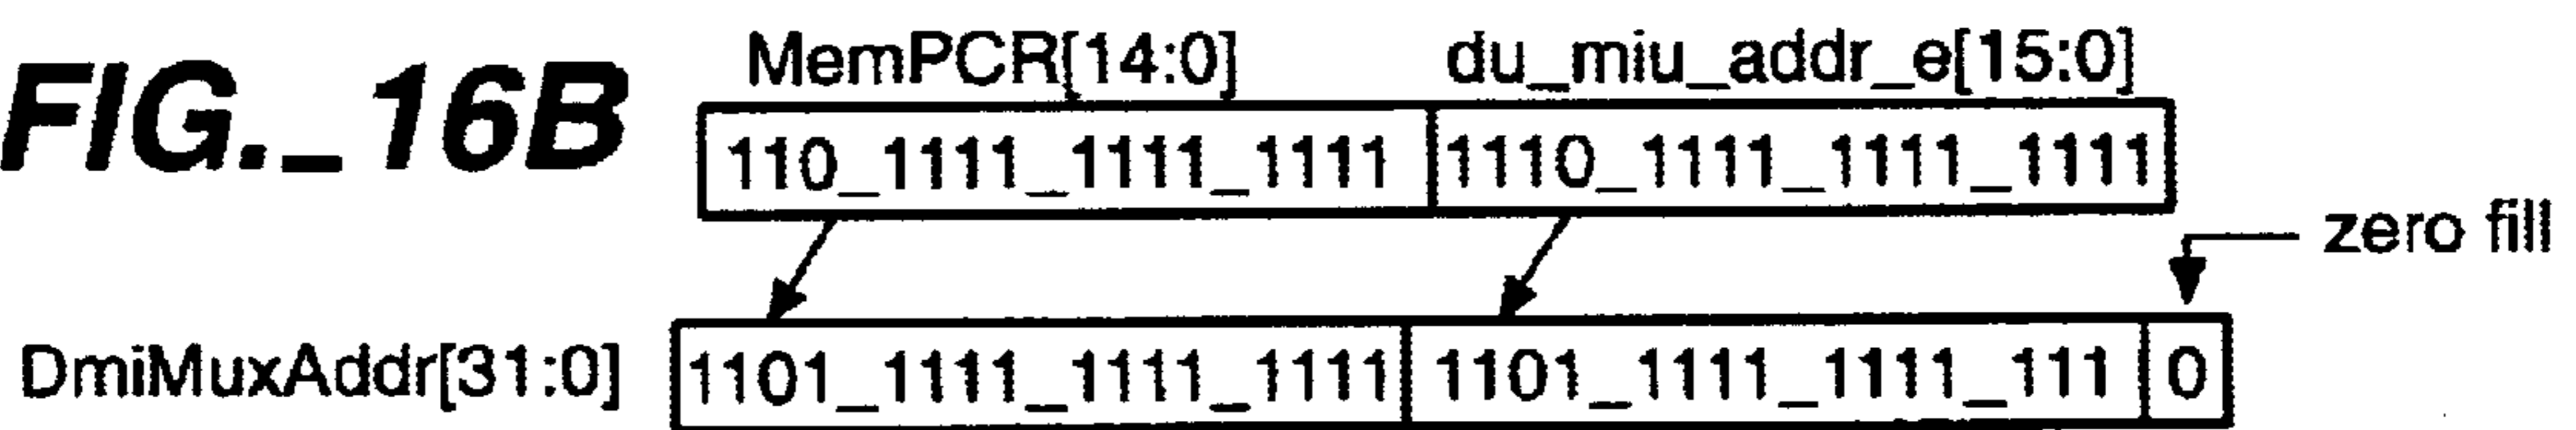 FIG._16B
MemPCR[14:0] du_miu_addr_e[15:0]
110_1111_1111_1111 1110_1111_1111_1111
zero fill
DmiMuxAddr[31:0] 1101_1111_1111_1111 1101_1111_1111_111 0